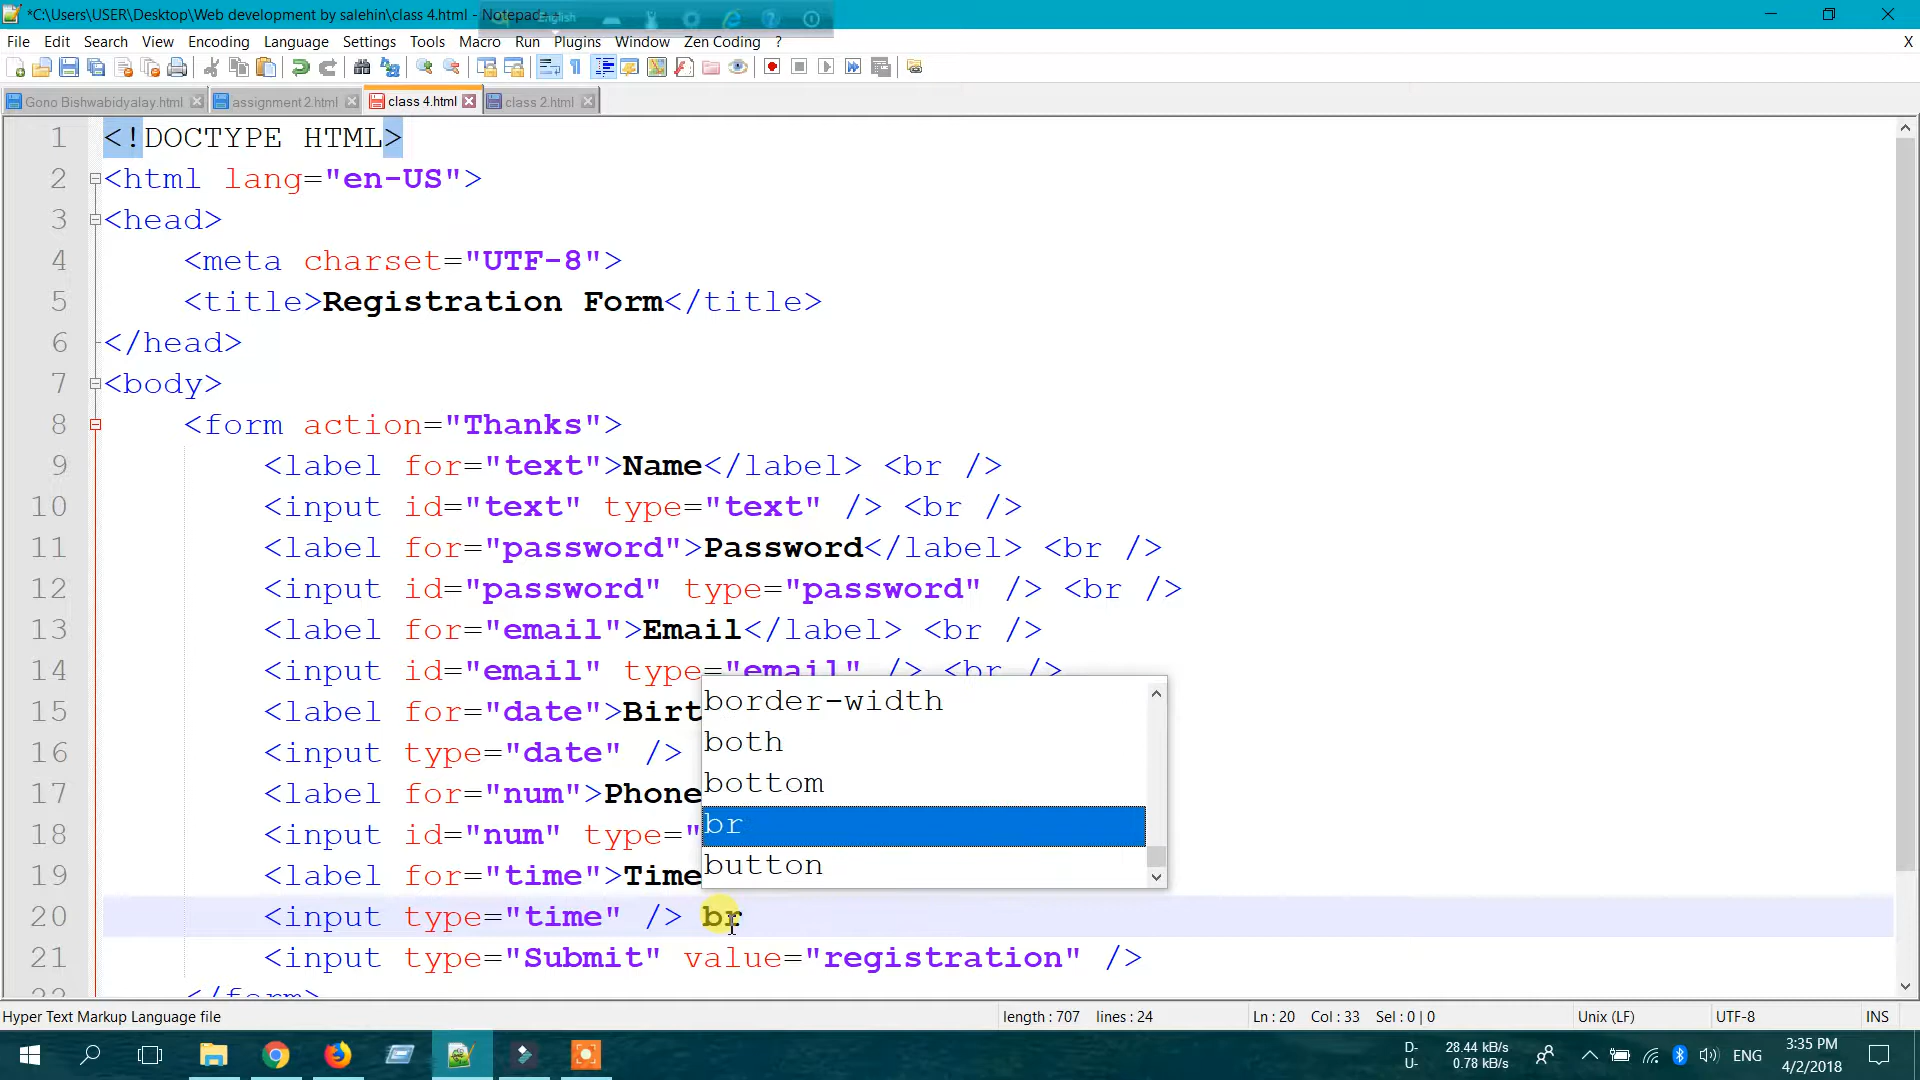 *C:\Users\USER\Desktop\Web development by salehin\class 4.html - Notepad++
English
File Edit Search View Encoding Language Settings Tools Macro Run Plugins Window Zen Coding ? X
Gono Bishwabidyalay.html assignment 2.html class 4.html class 2.html
1 <!DOCTYPE HTML>
2 <html lang="en-US">
3 <head>
4 <meta charset="UTF-8">
5 <title>Registration Form</title>
6 </head>
7 <body>
8 <form action="Thanks">
9 <label for="text">Name</label> <br />
10 <input id="text" type="text" /> <br />
11 <label for="password">Password</label> <br />
12 <input id="password" type="password" /> <br />
13 <label for="email">Email</label> <br />
14 <input id="email" type="email" /> <br />
15 <label for="date">Birt
16 <input type="date" />
17 <label for="num">Phone
18 <input id="num" type="
19 <label for="time">Time
20 <input type="time" /> br
21 <input type="Submit" value="registration" />
22 </form>
border-width
both
bottom
br
button
Hyper Text Markup Language file length : 707 lines : 24 Ln : 20 Col : 33 Sel : 0 | 0 Unix (LF) UTF-8 INS
D- 28.44 kB/s
U- 0.78 kB/s
ENG
3:35 PM
4/2/2018